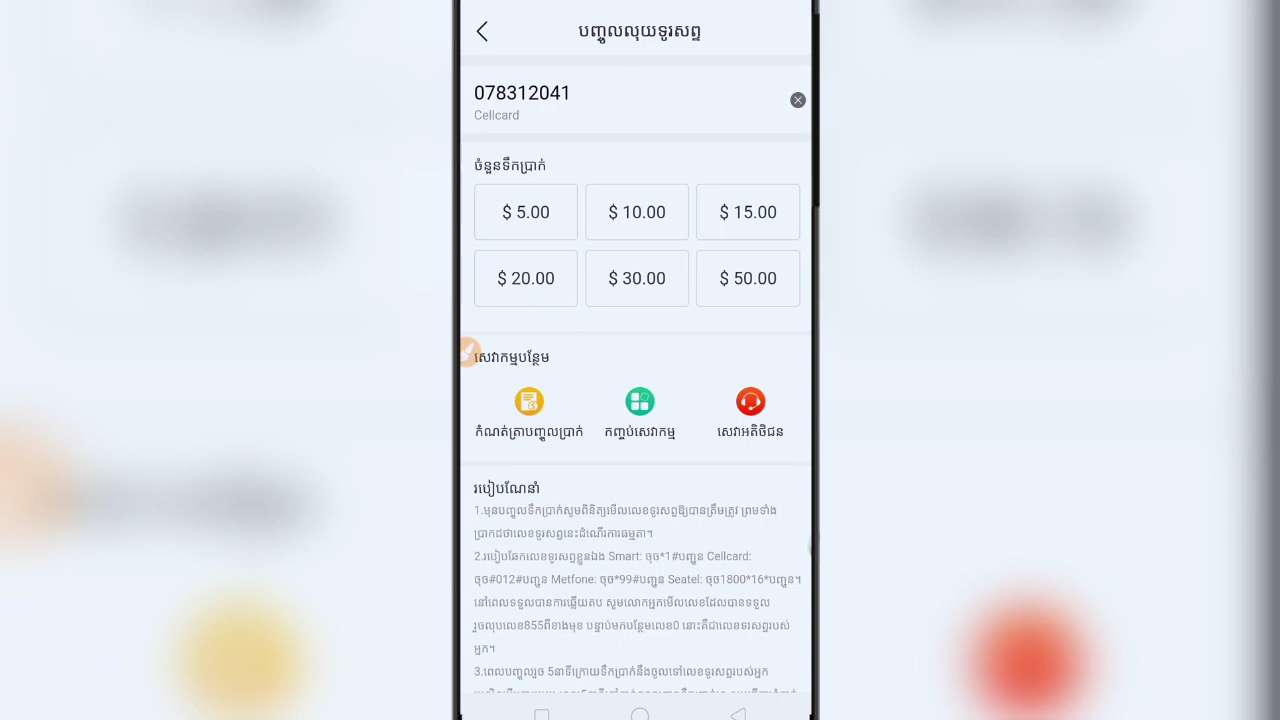 បញ្ចូលលុយទូរសព្ទ
078312041
Cellcard
ចំនួនទឹកប្រាក់
$ 5.00
$ 10.00
$ 15.00
$ 20.00
$ 30.00
$ 50.00
សេវាកម្មបន្ថែម
កំណត់ត្រាបញ្ចូលប្រាក់
កញ្ចប់សេវាកម្ម
សេវាអតិថិជន
របៀបណែនាំ
1.មុនបញ្ចូលទឹកប្រាក់សូមពិនិត្យមើលលេខទូរសព្ទឱ្យបានត្រឹមត្រូវ ព្រមទាំង
ប្រាកដថាលេខទូរសព្ទនេះដំណើរការធម្មតា។
2.របៀបឆែកលេខទូរសព្ទខ្លួនឯង Smart: ចុច*1#បញ្ជូន Cellcard:
ចុច#012#បញ្ជូន Metfone: ចុច*99#បញ្ជូន Seatel: ចុច1800*16*បញ្ជូន។
នៅពេលទទួលបានការឆ្លើយតប សូមលោកអ្នកមើលលេខដែលបានទទួល
រួចលុបលេខ855ពីខាងមុខ បន្ទាប់មកបន្ថែមលេខ0 នោះគឺជាលេខទរសព្ទរបស់
អ្នក។
3.ពេលបញ្ចូលរួច 5នាទីក្រោយទឹកប្រាក់នឹងចូលទៅលេខទូរសព្ទរបស់អ្នក